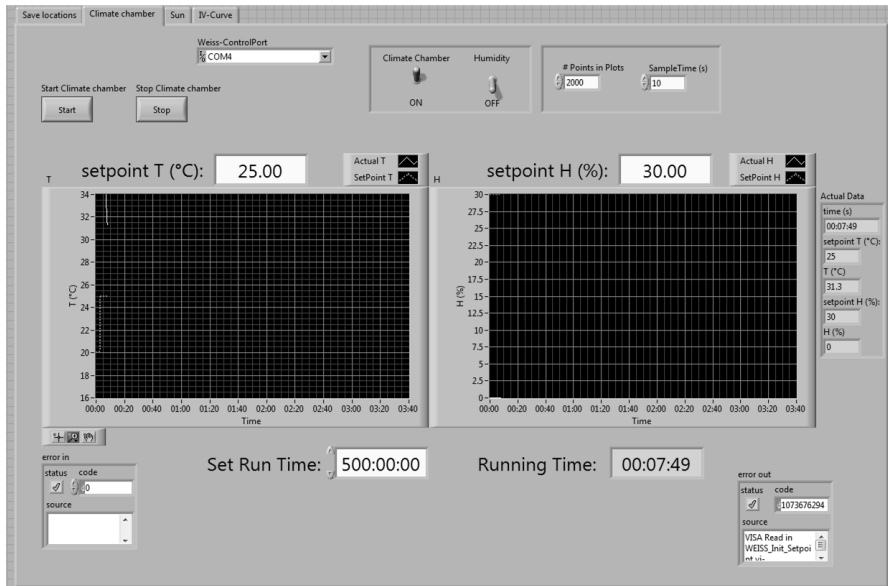 Save locations Climate chamber Sun IV-Curve
Weiss-ControlPort
COM4
Climate Chamber Humidity
ON OFF
# Points in Plots SampleTime (s)
2000 10
Start Climate chamber Stop Climate chamber
Start Stop
T setpoint T (°C): 25.00
Actual T
SetPoint T
34
32
30
28
26
24
22
20
18
16
T (°C)
00:00 00:20 00:40 01:00 01:20 01:40 02:00 02:20 02:40 03:00 03:20 03:40
Time
H setpoint H (%): 30.00
Actual H
SetPoint H
30
27.5
25
22.5
20
17.5
15
12.5
10
7.5
5
2.5
0
H (%)
00:00 00:20 00:40 01:00 01:20 01:40 02:00 02:20 02:40 03:00 03:20 03:40
Time
Actual Data
time (s)
00:07:49
setpoint T (°C):
25
T (°C)
31.3
setpoint H (%):
30
H (%)
0
Set Run Time: 500:00:00
Running Time: 00:07:49
error in
status code
0
source
error out
status code
1073676294
source
VISA Read in
WEISS_Init_Setpoi
nt.vi-